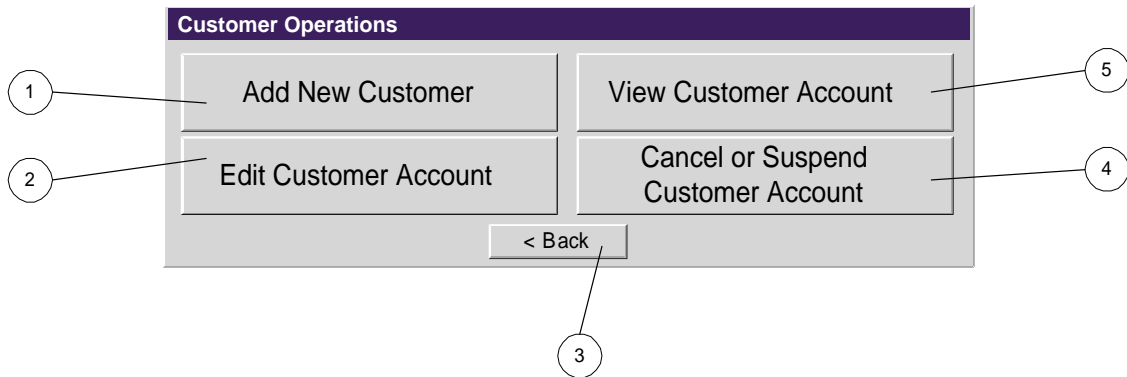 Customer Operations
1
Add New Customer
View Customer Account
5
2
Edit Customer Account
Cancel or Suspend
Customer Account
4
< Back
3